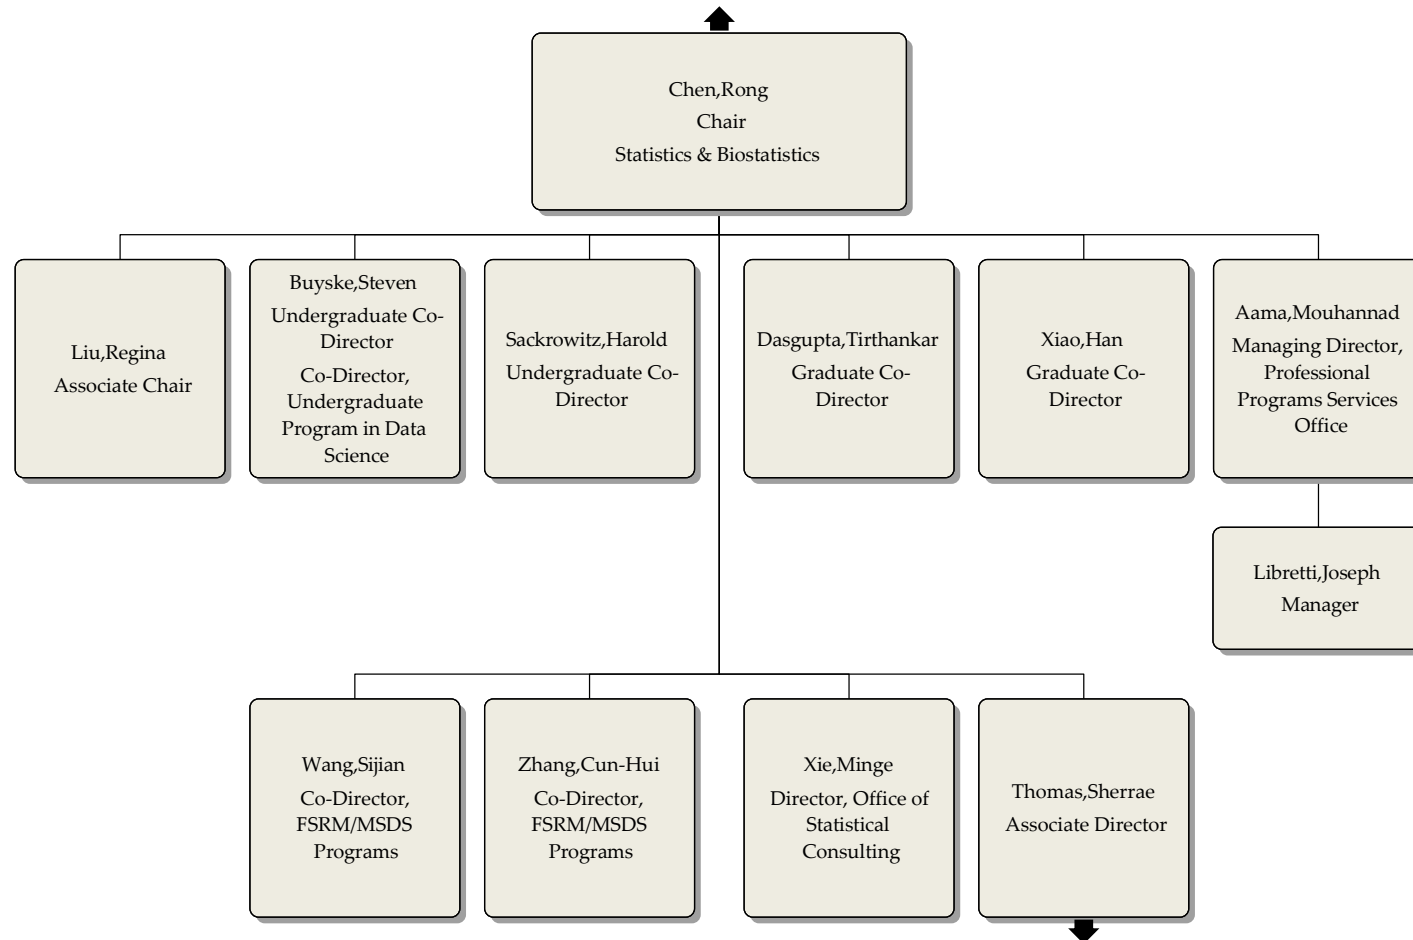 Chen,Rong
Chair
Statistics & Biostatistics
Liu,Regina
Associate Chair
Buyske,Steven
Undergraduate Co-
Director
Co-Director,
Undergraduate
Program in Data
Science
Sackrowitz,Harold
Undergraduate Co-
Director
Dasgupta,Tirthankar
Graduate Co-
Director
Xiao,Han
Graduate Co-
Director
Aama,Mouhannad
Managing Director,
Professional
Programs Services
Office
Libretti,Joseph
Manager
Wang,Sijian
Co-Director,
FSRM/MSDS
Programs
Zhang,Cun-Hui
Co-Director,
FSRM/MSDS
Programs
Xie,Minge
Director, Office of
Statistical
Consulting
Thomas,Sherrae
Associate Director